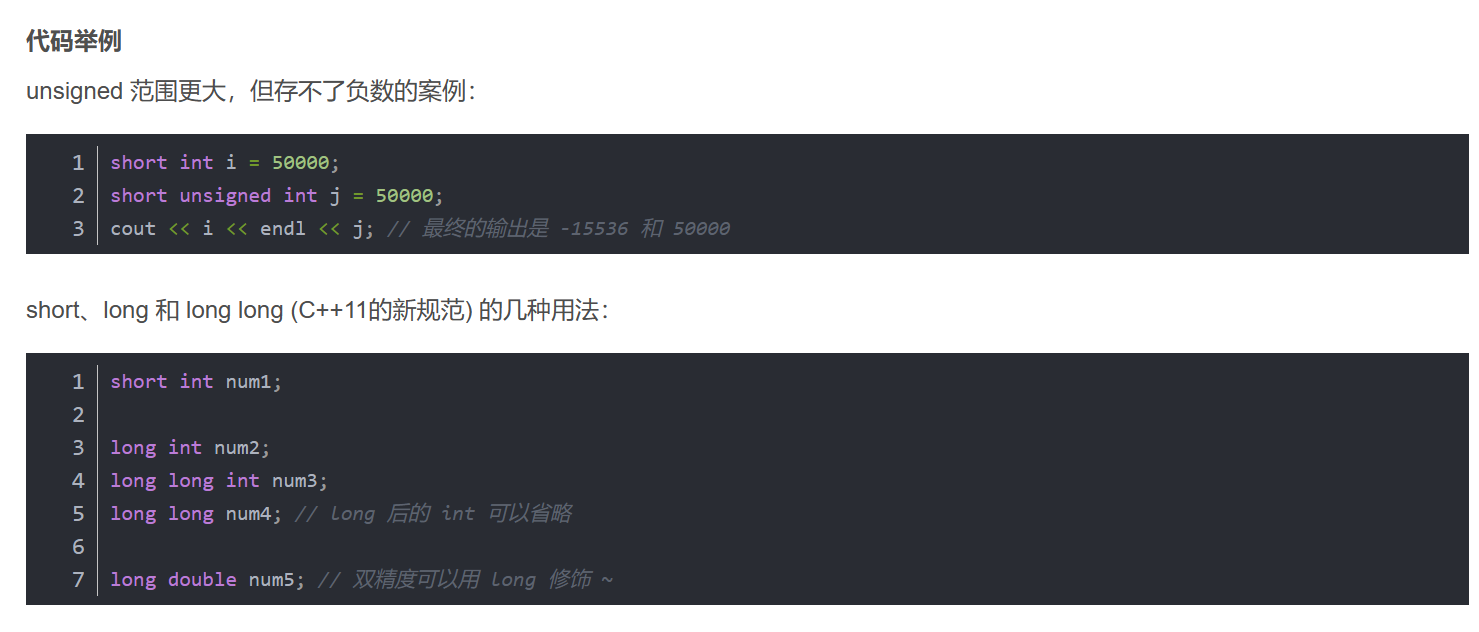 代码举例
unsigned 范围更大，但存不了负数的案例：
1 short int i = 50000;
2 short unsigned int j = 50000;
3 cout << i << endl << j; // 最终的输出是 -15536 和 50000
short、long 和 long long (C++11的新规范) 的几种用法：
1 short int num1;
2
3 long int num2;
4 long long int num3;
5 long long num4; // long 后的 int 可以省略
6
7 long double num5; // 双精度可以用 long 修饰 ~